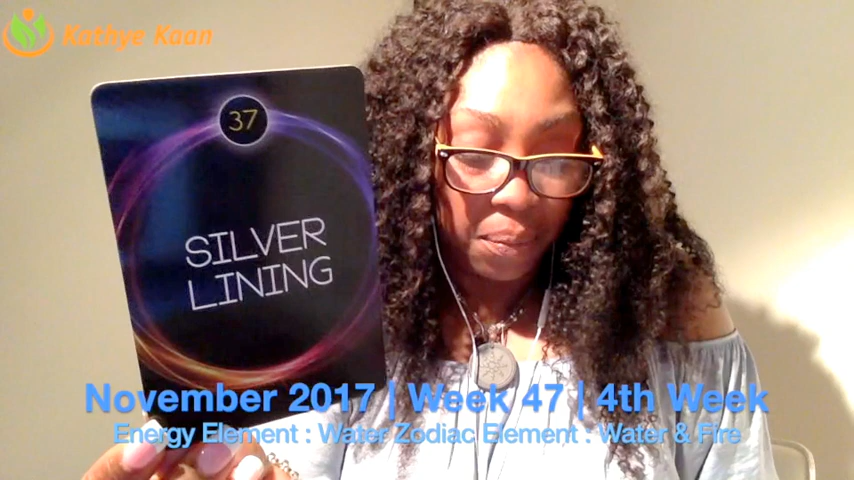 Kathye Kaan
37
SILVER
LINING
November 2017 | Week 47 | 4th Week
Energy Element : Water Zodiac Element : Water & Fire